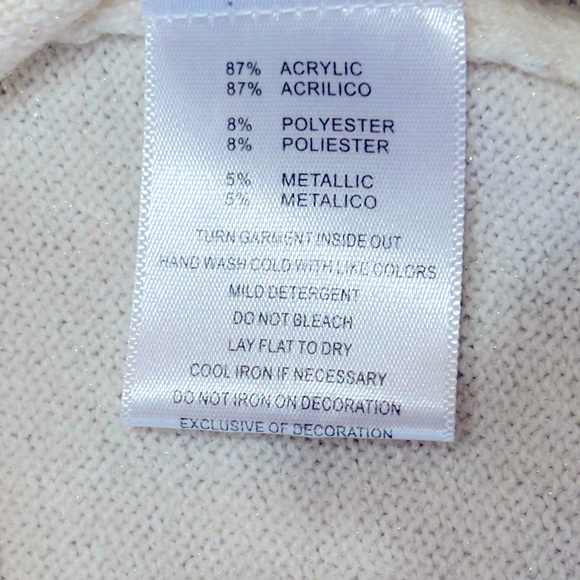 87% ACRYLIC
87% ACRILICO
8% POLYESTER
8% POLIESTER
5% METALLIC
5% METALICO
TURN GARMENT INSIDE OUT
HAND WASH COLD WITH LIKE COLORS
MILD DETERGENT
DO NOT BLEACH
LAY FLAT TO DRY
COOL IRON IF NECESSARY
DO NOT IRON ON DECORATION
EXCLUSIVE OF DECORATION